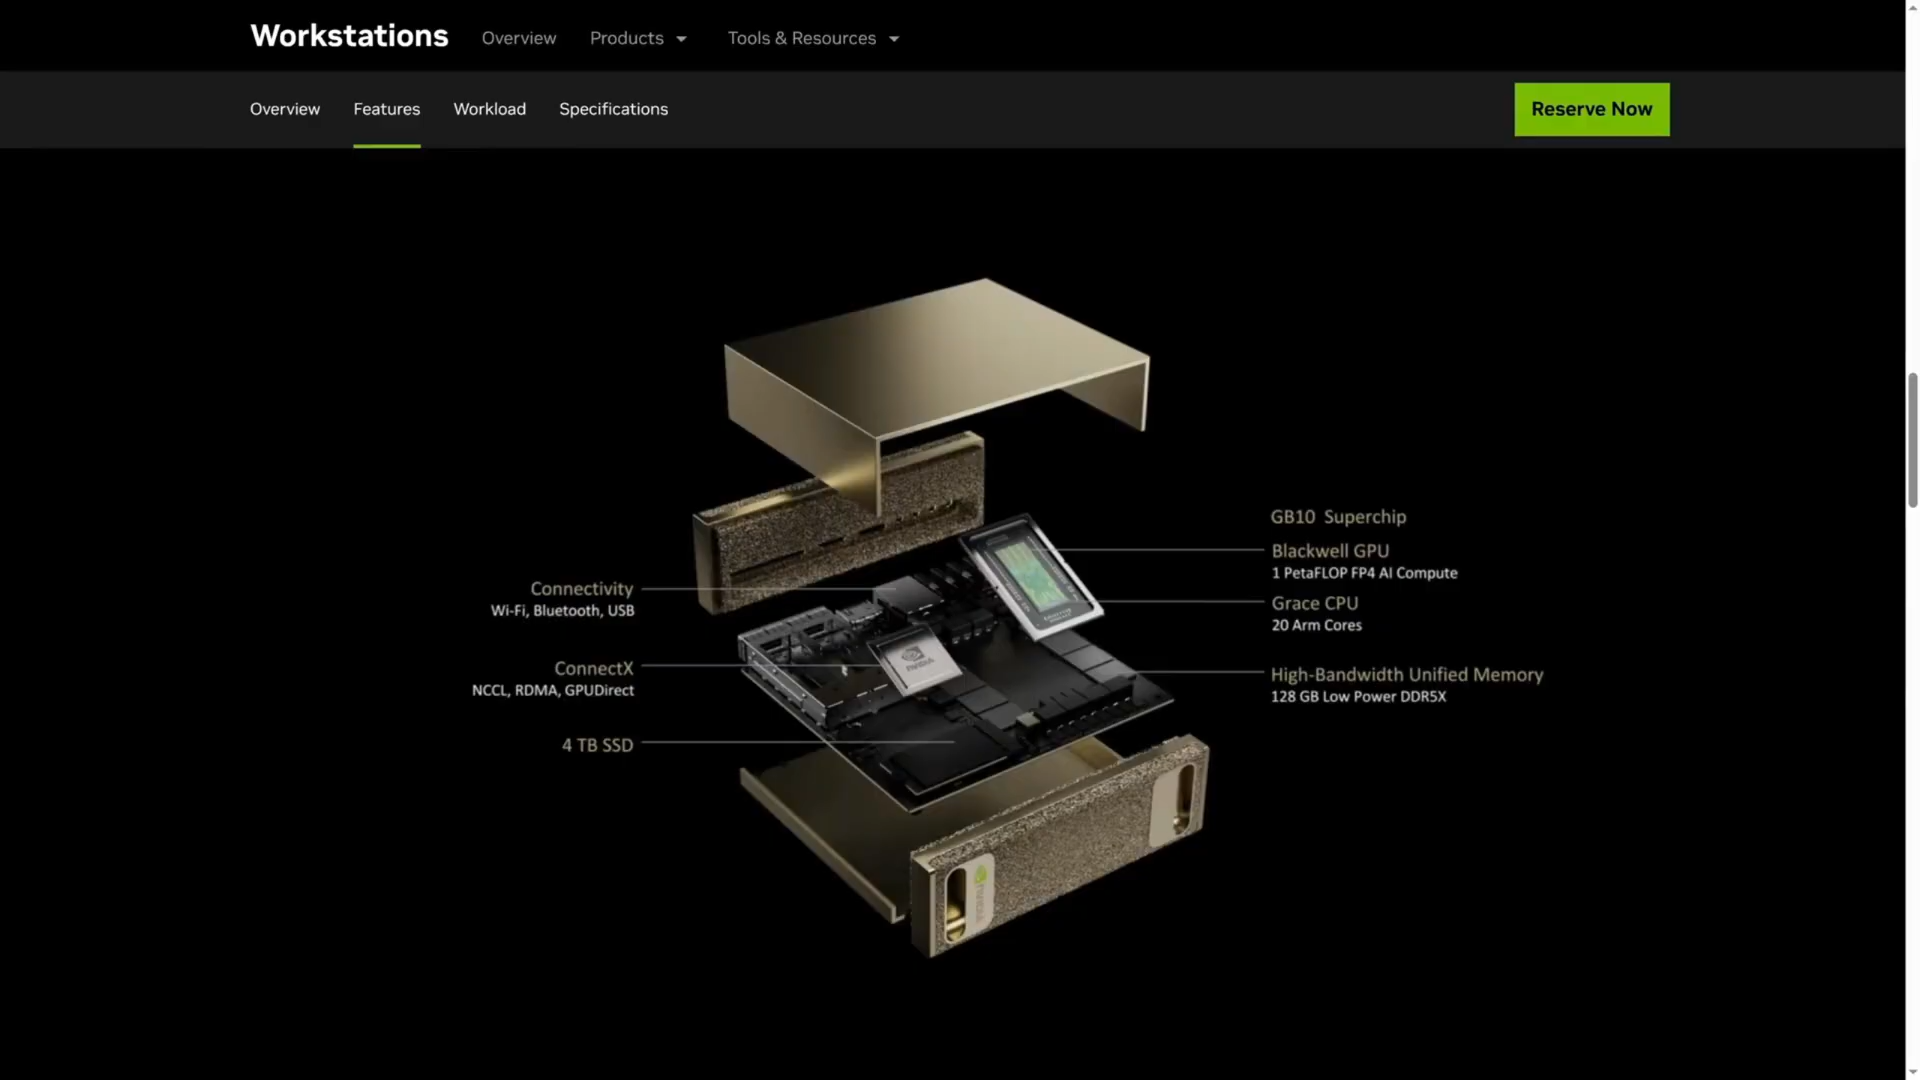 Workstations Overview Products Tools & Resources
Overview Features Workload Specifications Reserve Now
GB10 Superchip
Blackwell GPU
1 PetaFLOP FP4 AI Compute
Grace CPU
20 Arm Cores
High-Bandwidth Unified Memory
128 GB Low Power DDR5X
Connectivity
Wi-Fi, Bluetooth, USB
ConnectX
NCCL, RDMA, GPUDirect
4 TB SSD
NVIDIA
NVIDIA